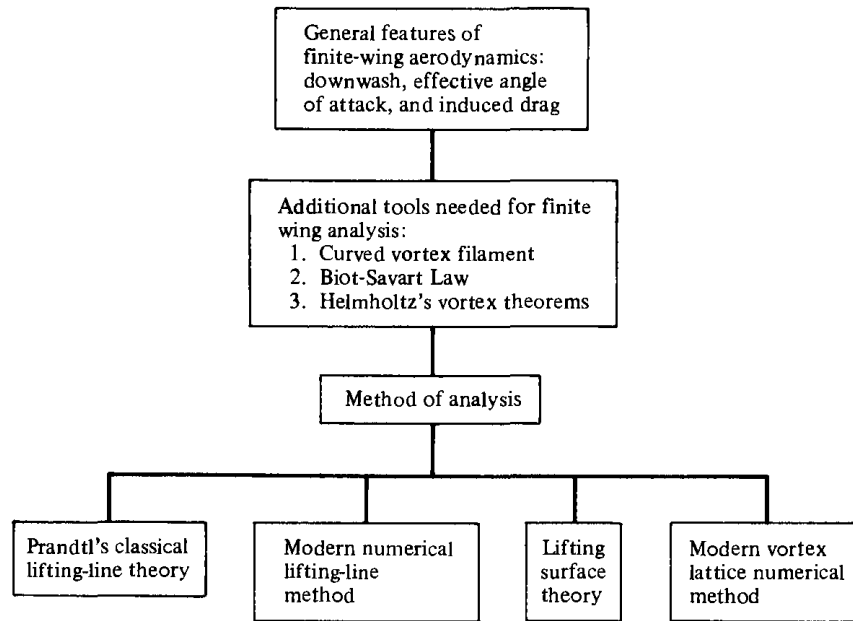 General features of
finite-wing aerodynamics:
downwash, effective angle
of attack, and induced drag
Additional tools needed for finite
wing analysis:
1. Curved vortex filament
2. Biot-Savart Law
3. Helmholtz's vortex theorems
Method of analysis
Prandtl's classical
lifting-line theory
Modern numerical
lifting-line
method
Lifting
surface
theory
Modern vortex
lattice numerical
method